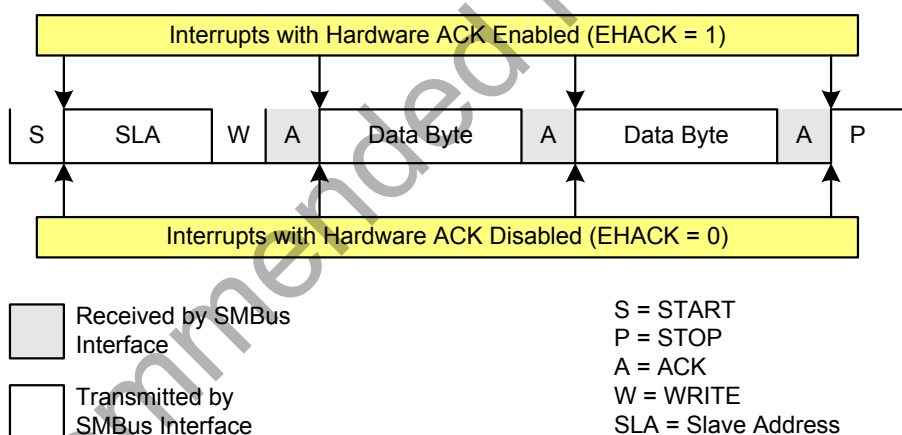 Interrupts with Hardware ACK Enabled (EHACK = 1)
S SLA W A Data Byte A Data Byte A P
Interrupts with Hardware ACK Disabled (EHACK = 0)
Received by SMBus
Interface
Transmitted by
SMBus Interface
S = START
P = STOP
A = ACK
W = WRITE
SLA = Slave Address